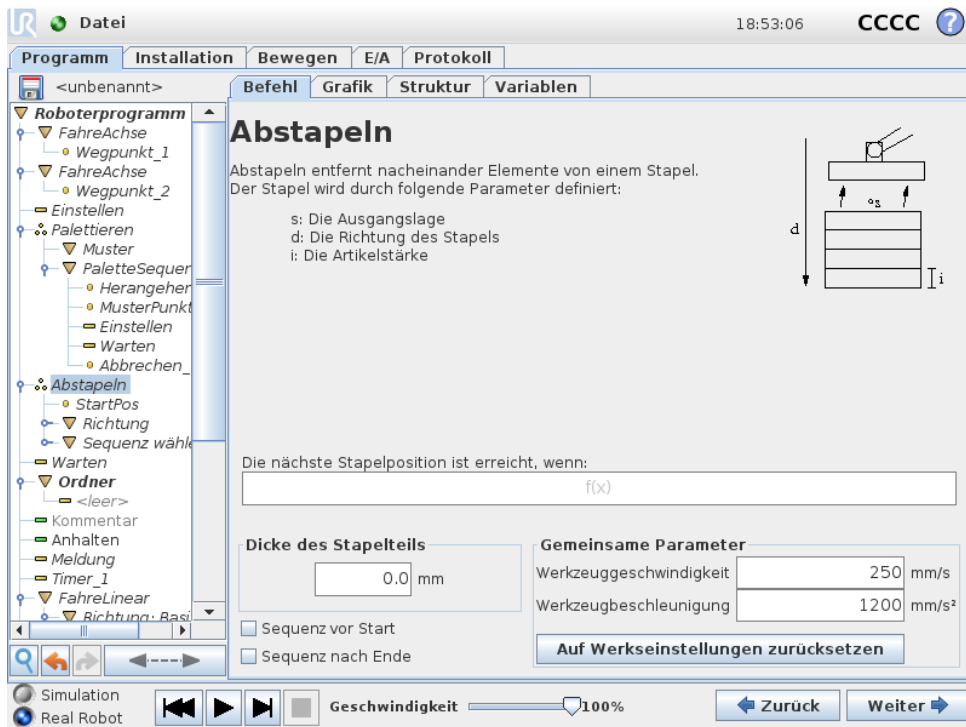 UR Datei 18:53:06 CCCC ?
Programm Installation Bewegen E/A Protokoll
<unbenannt>
Befehl Grafik Struktur Variablen
Roboterprogramm
FahreAchse
Wegpunkt_1
FahreAchse
Wegpunkt_2
Einstellen
Palettieren
Muster
PaletteSequer
Herangeher
MusterPunkt
Einstellen
Warten
Abbrechen_
Abstapeln
StartPos
Richtung
Sequenz wähle
Warten
Ordner
<leer>
Kommentar
Anhalten
Meldung
Timer_1
FahreLinear
Richtung: Basi
Abstapeln
Abstapeln entfernt nacheinander Elemente von einem Stapel.
Der Stapel wird durch folgende Parameter definiert:
s: Die Ausgangslage
d: Die Richtung des Stapels
i: Die Artikelstärke
s
d
i
Die nächste Stapelposition ist erreicht, wenn:
f(x)
Dicke des Stapelteils
0.0 mm
Sequenz vor Start
Sequenz nach Ende
Gemeinsame Parameter
Werkzeuggeschwindigkeit 250 mm/s
Werkzeugbeschleunigung 1200 mm/s²
Auf Werkseinstellungen zurücksetzen
Simulation
Real Robot
Geschwindigkeit 100%
Zurück
Weiter